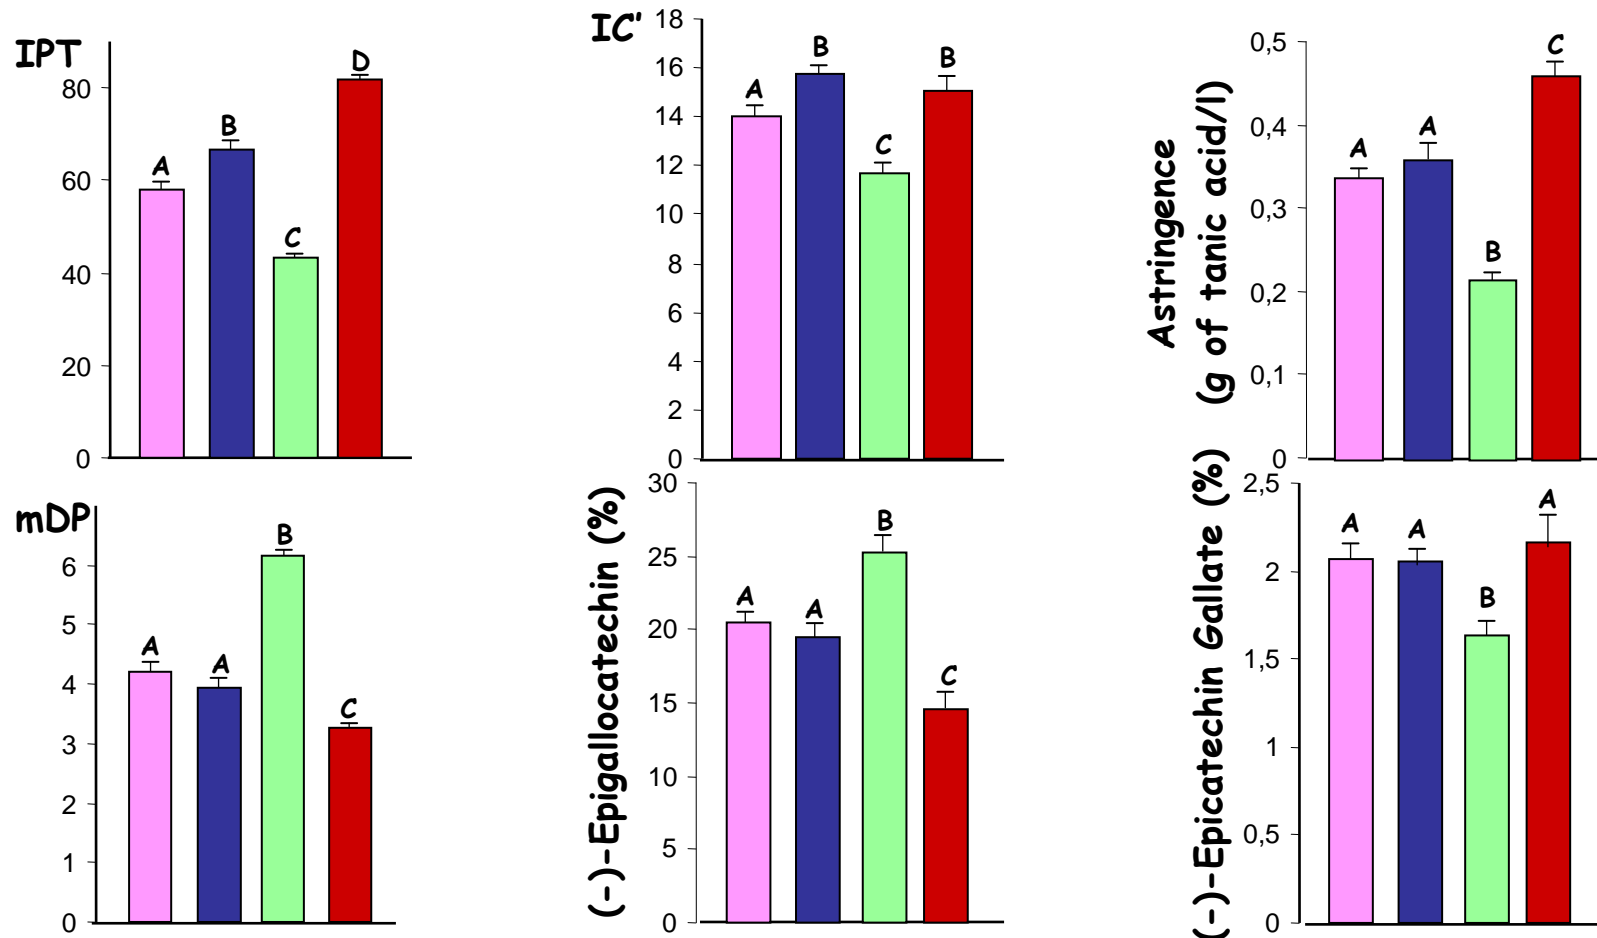 IPT
80
60
40
20
0
A
B
C
D
IC'
18
16
14
12
10
8
6
4
2
0
A
B
C
B
Astringence
(g of tanic acid/l)
0,5
0,4
0,3
0,2
0,1
0
A
A
B
C
mDP
6
5
4
3
2
1
0
A
A
B
C
(-)-Epigallocatechin (%)
30
25
20
15
10
5
0
A
A
B
C
(-)-Epicatechin Gallate (%)
2,5
2
1,5
1
0,5
0
A
A
B
A